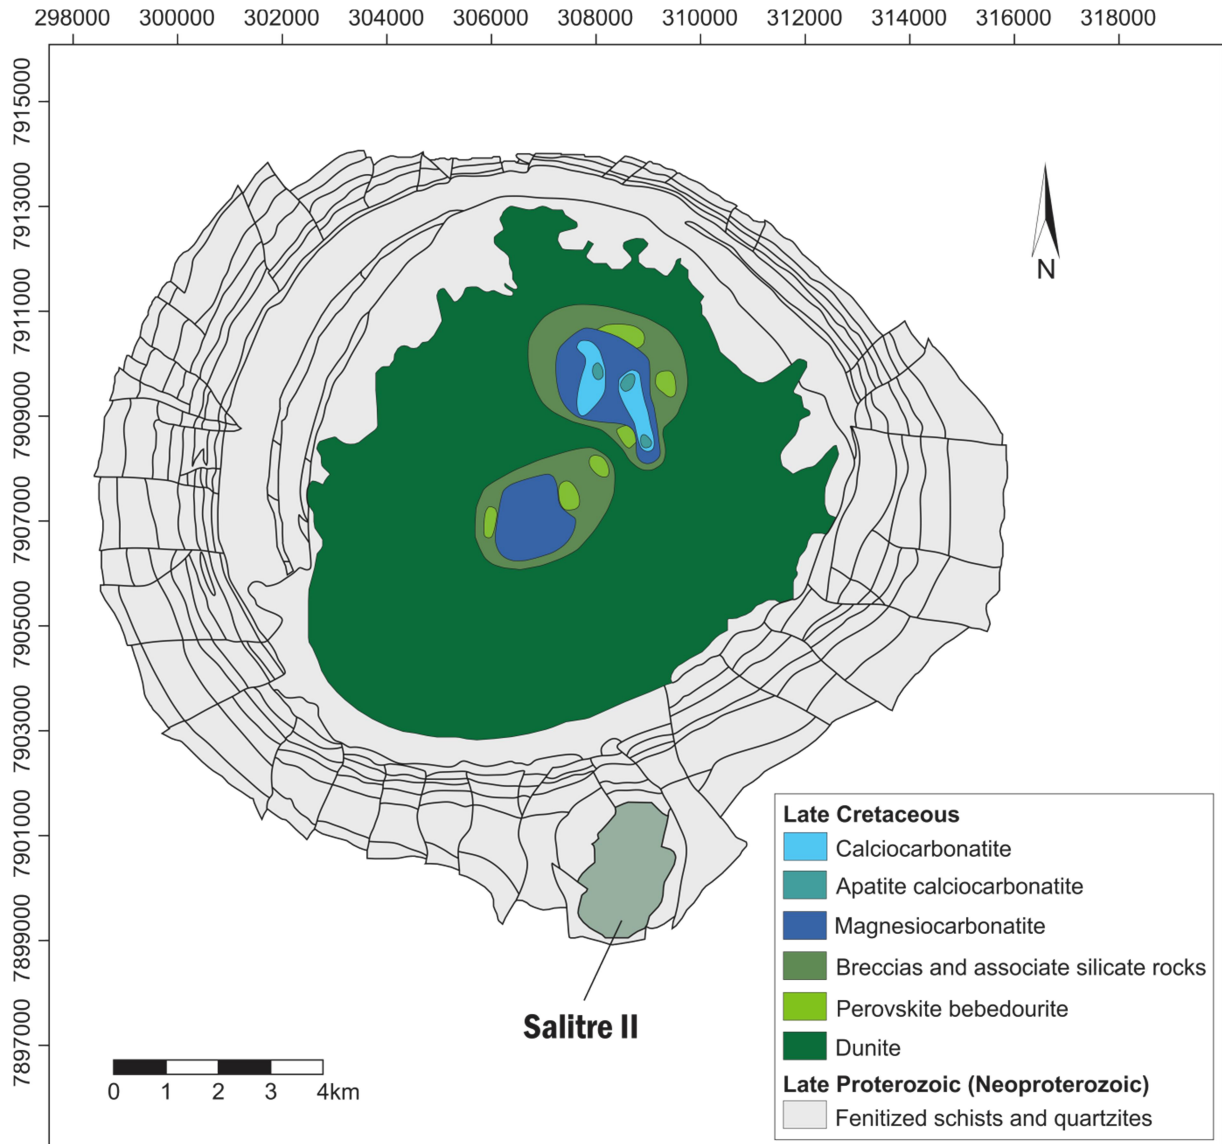 298000 300000 302000 304000 306000 308000 310000 312000 314000 316000 318000
7915000
7913000
7911000
7909000
7907000
7905000
7903000
7901000
7899000
7897000
N
Salitre II
0 1 2 3 4km
Late Cretaceous
Calciocarbonatite
Apatite calciocarbonatite
Magnesiocarbonatite
Breccias and associate silicate rocks
Perovskite bebedourite
Dunite
Late Proterozoic (Neoproterozoic)
Fenitized schists and quartzites